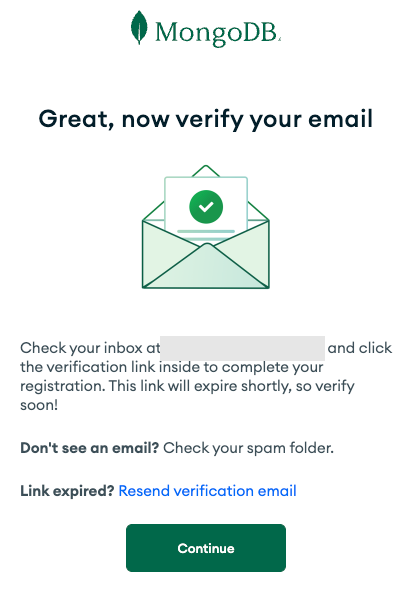 MongoDB
Great, now verify your email
Check your inbox at and click
the verification link inside to complete your
registration. This link will expire shortly, so verify
soon!
Don't see an email? Check your spam folder.
Link expired? Resend verification email
Continue